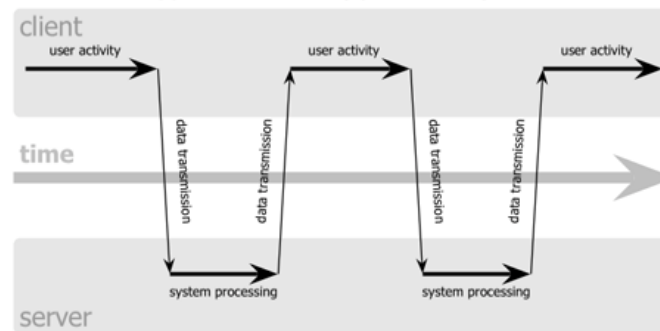 client
user activity
user activity
user activity
data transmission
data transmission
data transmission
data transmission
time
system processing
system processing
server